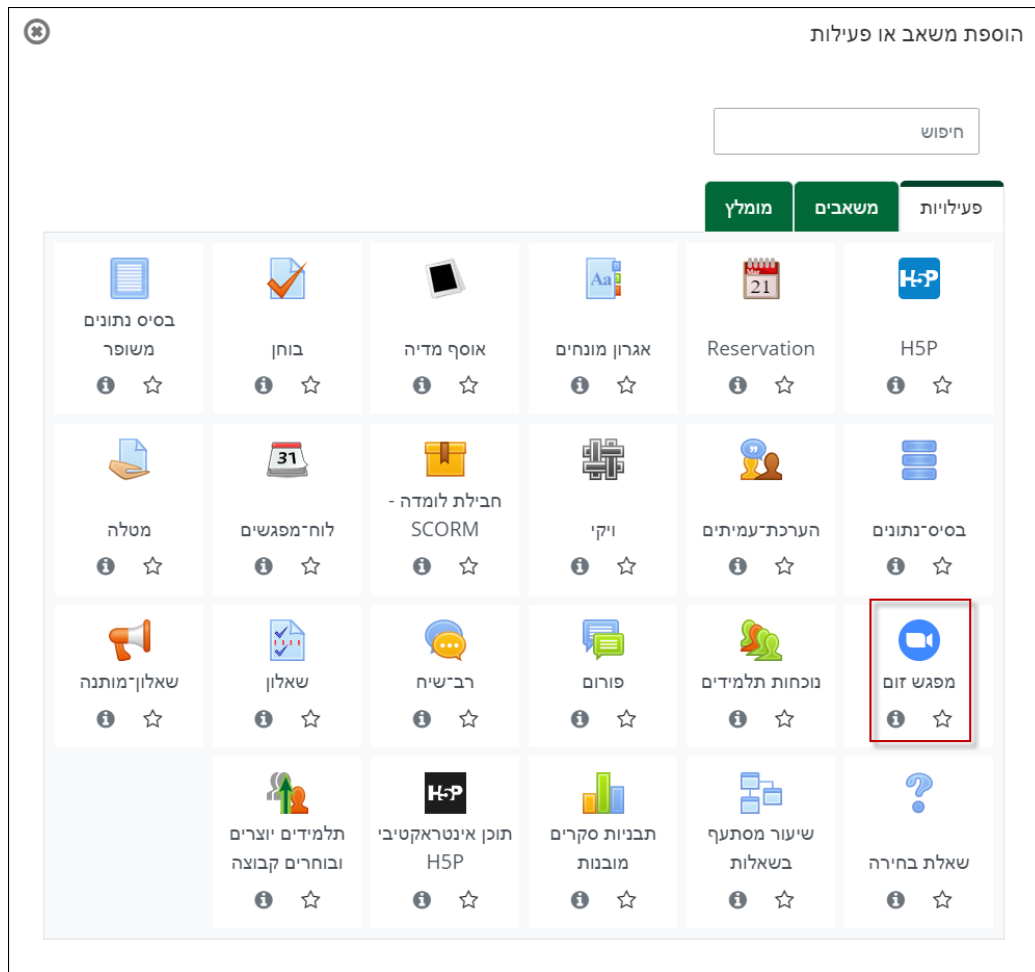 הוספת משאב או פעילות
חיפוש
פעילויות
משאבים
מומלץ
H5P
H5P
Mar
21
Reservation
Aa
אגרון מונחים
אוסף מדיה
בוחן
בסיס נתונים
משופר
בסיס־נתונים
הערכת־עמיתים
ויקי
חבילת לומדה -
SCORM
31
לוח־מפגשים
מטלה
מפגש זום
נוכחות תלמידים
פורום
רב־שיח
שאלון
שאלון־מותנה
?
שאלת בחירה
שיעור מסתעף
בשאלות
תבניות סקרים
מובנות
H5P
תוכן אינטראקטיבי
H5P
תלמידים יוצרים
ובוחרים קבוצה